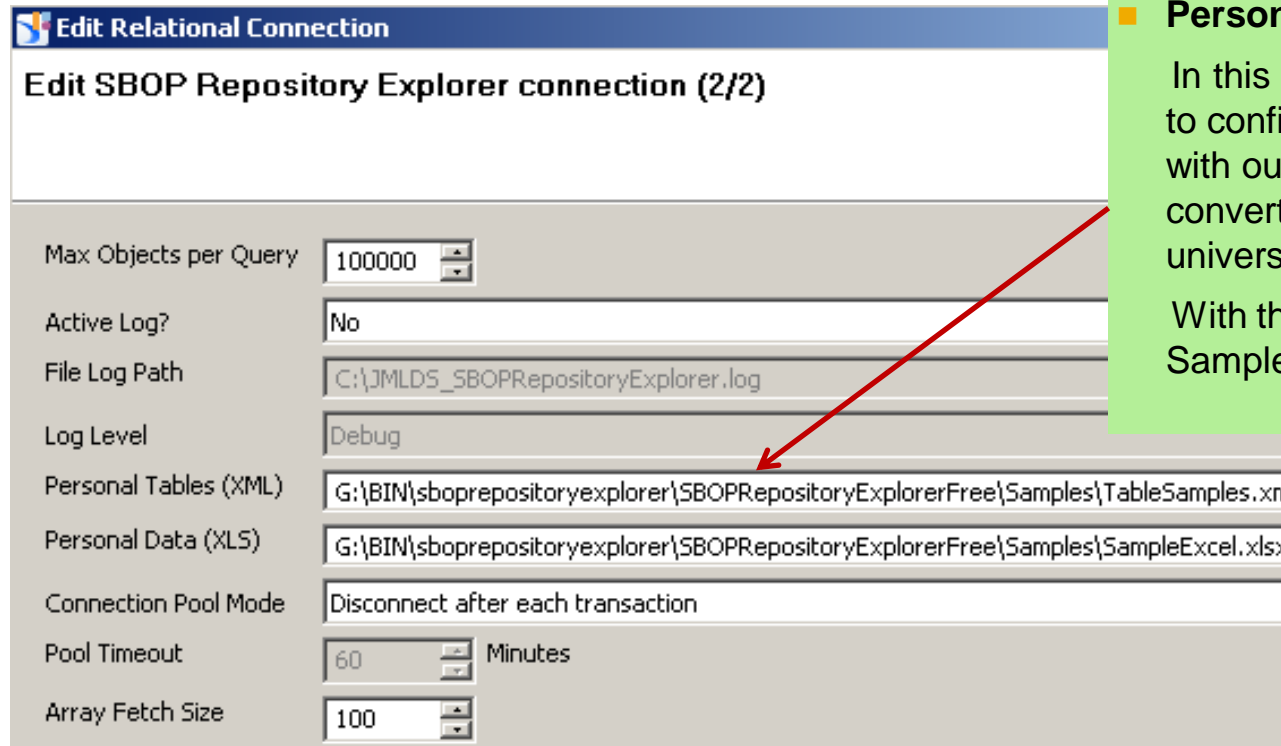 Edit Relational Connection
Edit SBOP Repository Explorer connection (2/2)
Max Objects per Query 100000
Active Log? No
File Log Path C:\JMLDS_SBOPRepositoryExplorer.log
Log Level Debug
Personal Tables (XML) G:\BIN\sboprepositoryexplorer\SBOPRepositoryExplorerFree\Samples\TableSamples.xm
Personal Data (XLS) G:\BIN\sboprepositoryexplorer\SBOPRepositoryExplorerFree\Samples\SampleExcel.xlsx
Connection Pool Mode Disconnect after each transaction
Pool Timeout 60 Minutes
Array Fetch Size 100
Person
In this
to confi
with ou
convert
univers
With th
Sample